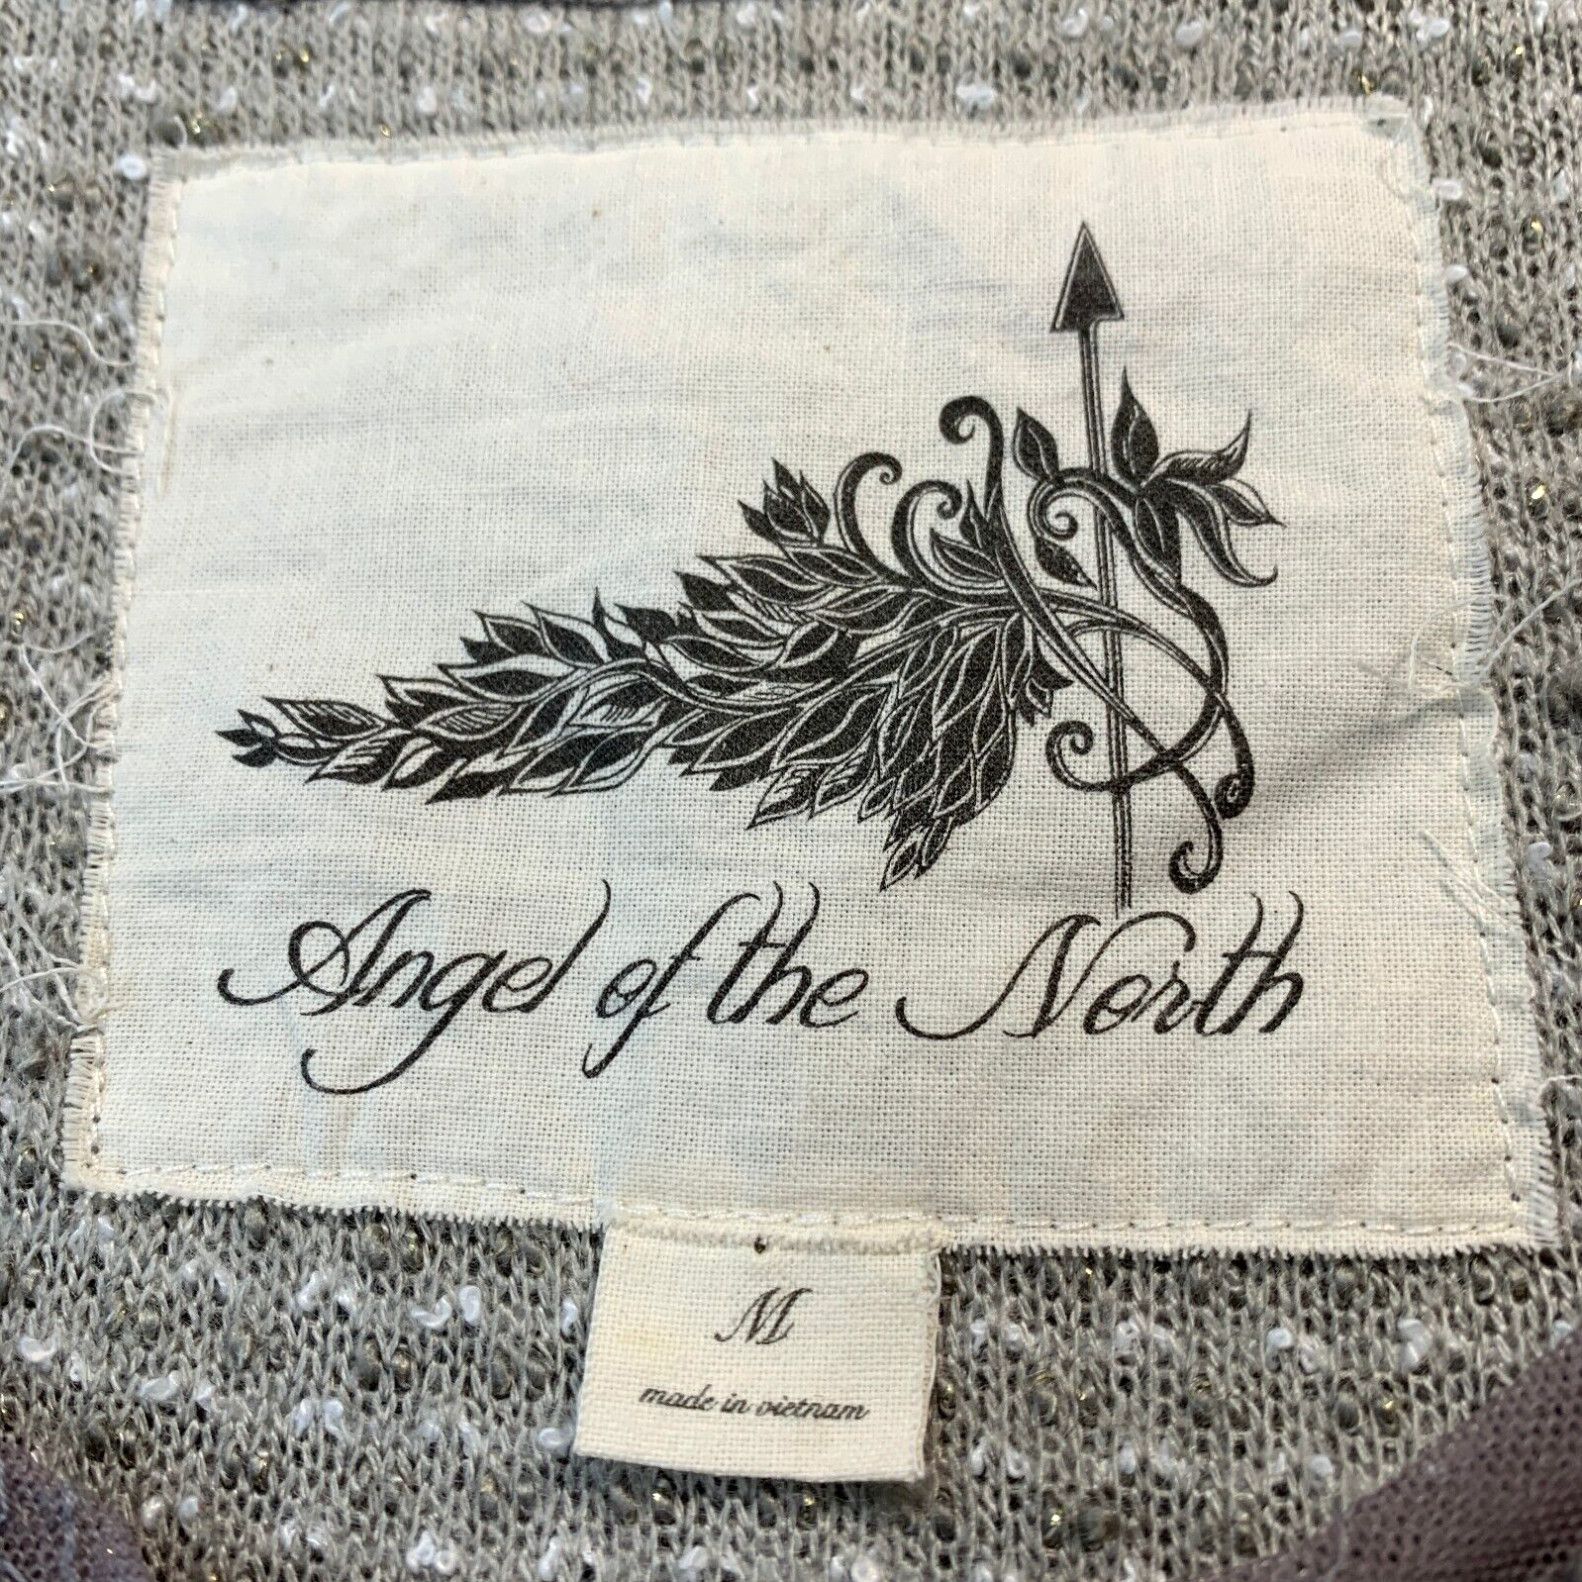 Angel of the North
M
made in vietnam